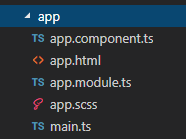 app
TS app.component.ts
<> app.html
TS app.module.ts
app.scss
TS main.ts